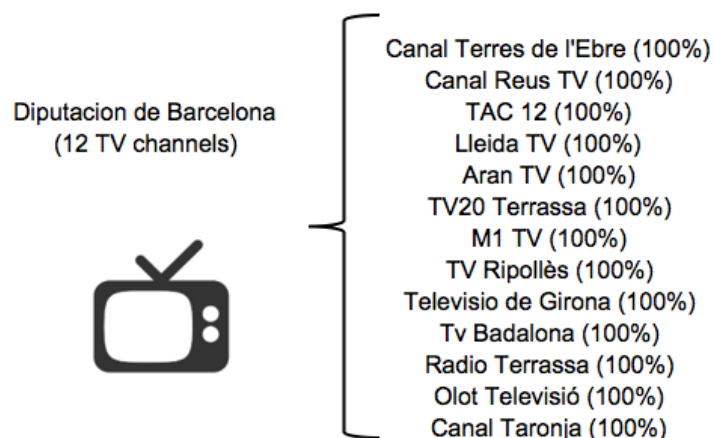 Diputacion de Barcelona
(12 TV channels)
Canal Terres de l'Ebre (100%)
Canal Reus TV (100%)
TAC 12 (100%)
Lleida TV (100%)
Aran TV (100%)
TV20 Terrassa (100%)
M1 TV (100%)
TV Ripollès (100%)
Televisio de Girona (100%)
Tv Badalona (100%)
Radio Terrassa (100%)
Olot Televisió (100%)
Canal Taronja (100%)